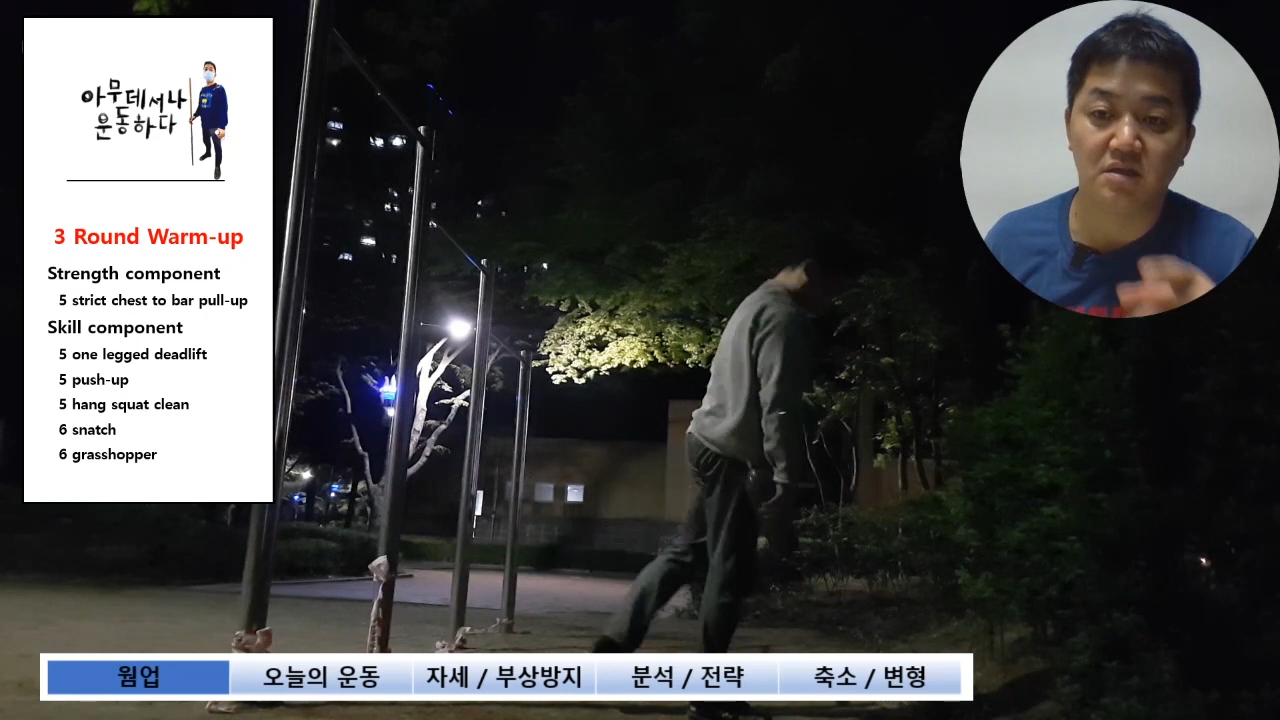 아무데서나
운동하다
3 Round Warm-up
Strength component
5 strict chest to bar pull-up
Skill component
5 one legged deadlift
5 push-up
5 hang squat clean
6 snatch
6 grasshopper
웜업
오늘의 운동
자세 / 부상방지
분석 / 전략
축소 / 변형